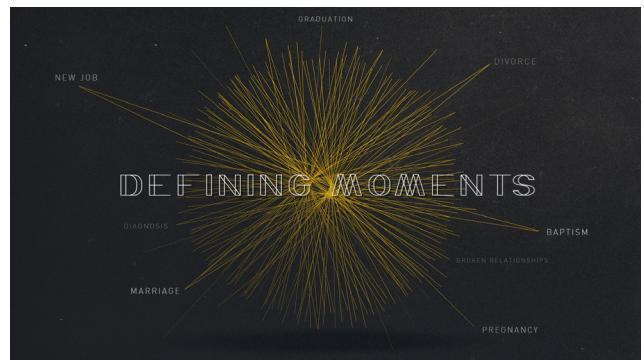 GRADUATION
DIVORCE
NEW JOB
DEFINING MOMENTS
DIAGNOSIS
BAPTISM
BROKEN RELATIONSHIPS
MARRIAGE
PREGNANCY